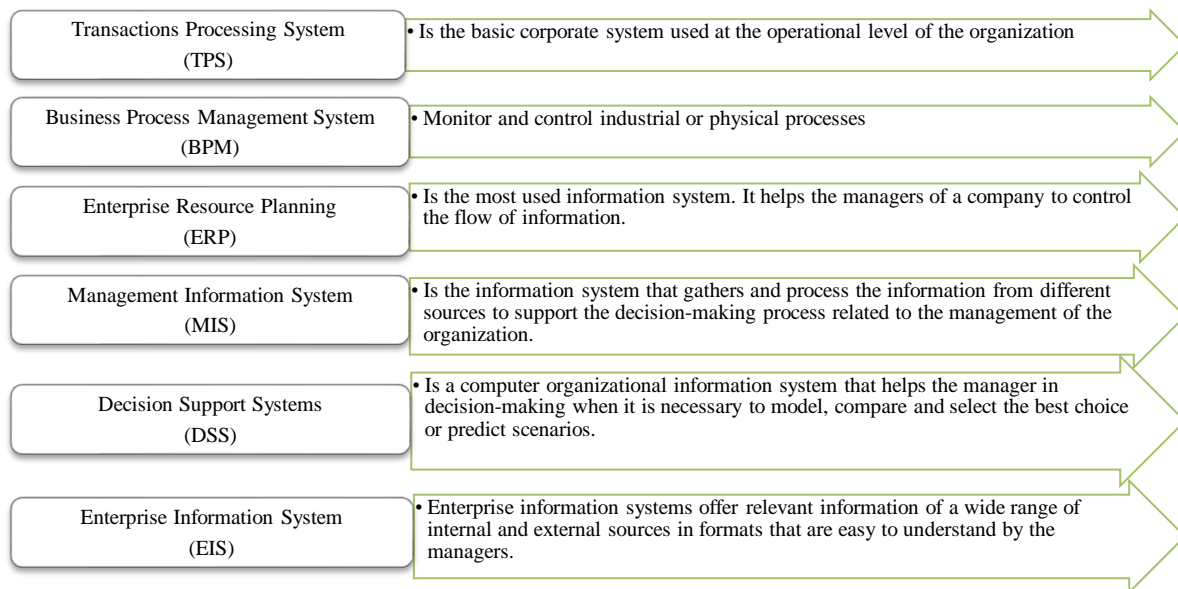 Transactions Processing System
(TPS)
• Is the basic corporate system used at the operational level of the organization
Business Process Management System
(BPM)
• Monitor and control industrial or physical processes
Enterprise Resource Planning
(ERP)
• Is the most used information system. It helps the managers of a company to control
the flow of information.
Management Information System
(MIS)
• Is the information system that gathers and process the information from different
sources to support the decision-making process related to the management of the
organization.
Decision Support Systems
(DSS)
• Is a computer organizational information system that helps the manager in
decision-making when it is necessary to model, compare and select the best choice
or predict scenarios.
Enterprise Information System
(EIS)
• Enterprise information systems offer relevant information of a wide range of
internal and external sources in formats that are easy to understand by the
managers.